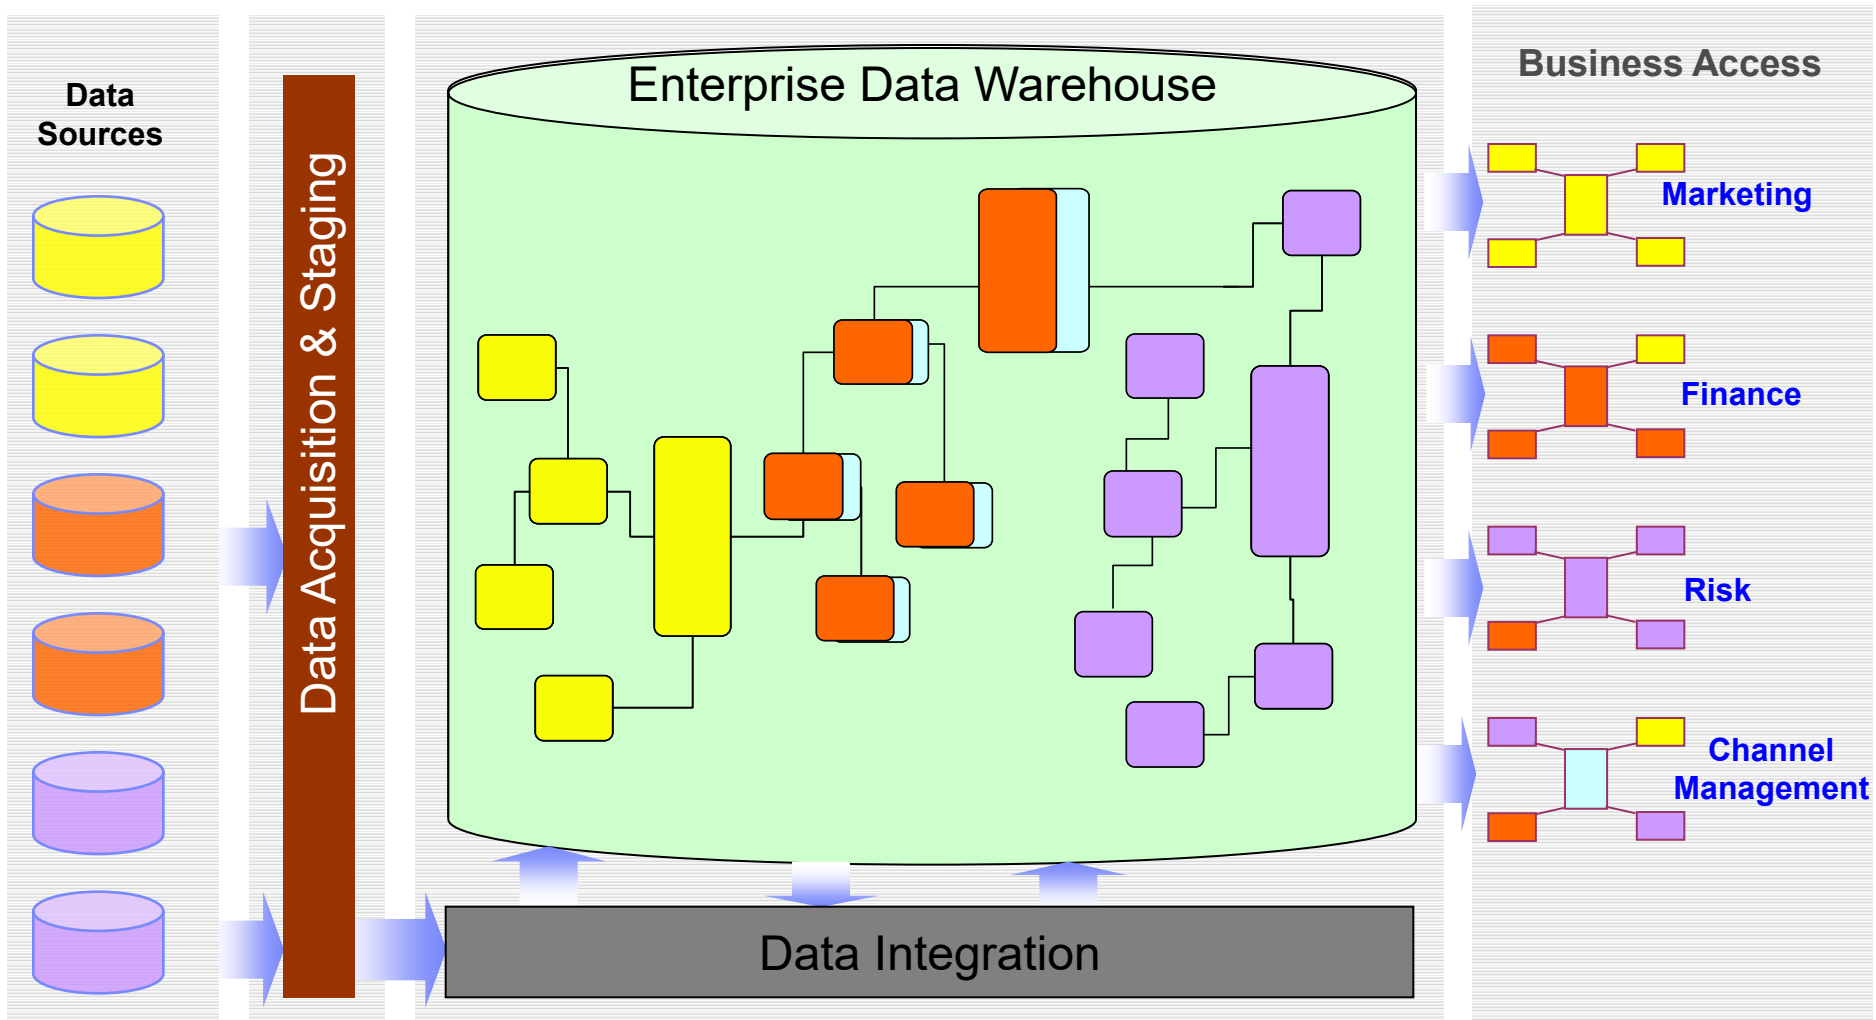 Data
Sources
Data Acquisition & Staging
Enterprise Data Warehouse
Data Integration
Business Access
Marketing
Finance
Risk
Channel
Management